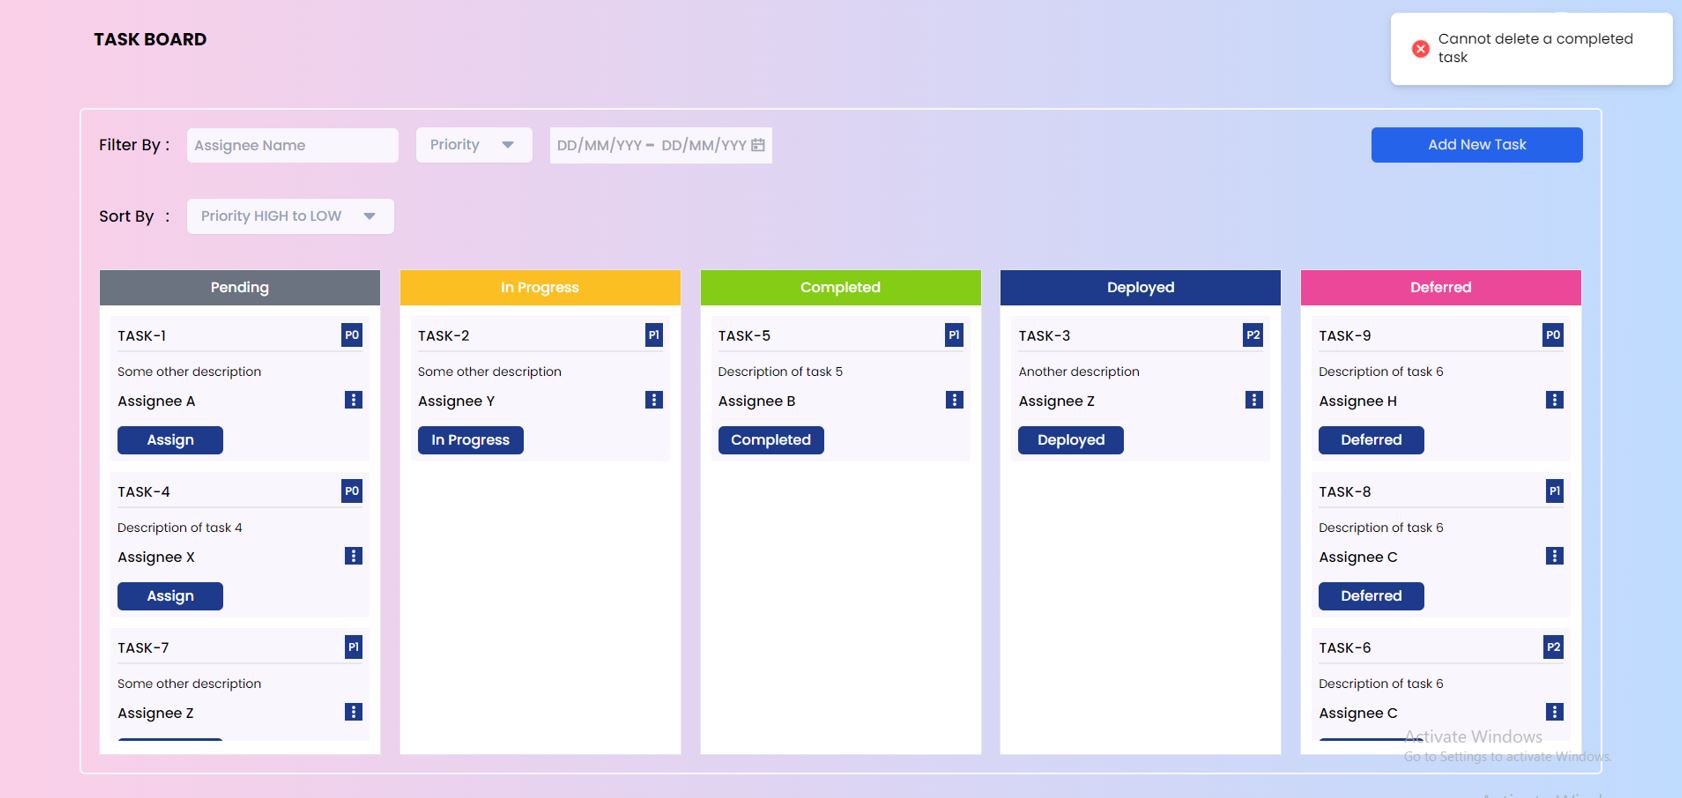 TASK BOARD
Cannot delete a completed
task
Filter By :
Assignee Name
Priority
DD/MM/YYY – DD/MM/YYY
Add New Task
Sort By :
Priority HIGH to LOW
Pending
In Progress
Completed
Deployed
Deferred
TASK-1
P0
Some other description
Assignee A
Assign
TASK-4
P0
Description of task 4
Assignee X
Assign
TASK-7
P1
Some other description
Assignee Z
TASK-2
P1
Some other description
Assignee Y
In Progress
TASK-5
P1
Description of task 5
Assignee B
Completed
TASK-3
P2
Another description
Assignee Z
Deployed
TASK-9
P0
Description of task 6
Assignee H
Deferred
TASK-8
P1
Description of task 6
Assignee C
Deferred
TASK-6
P2
Description of task 6
Assignee C
Activate Windows
Go to Settings to activate Windows.